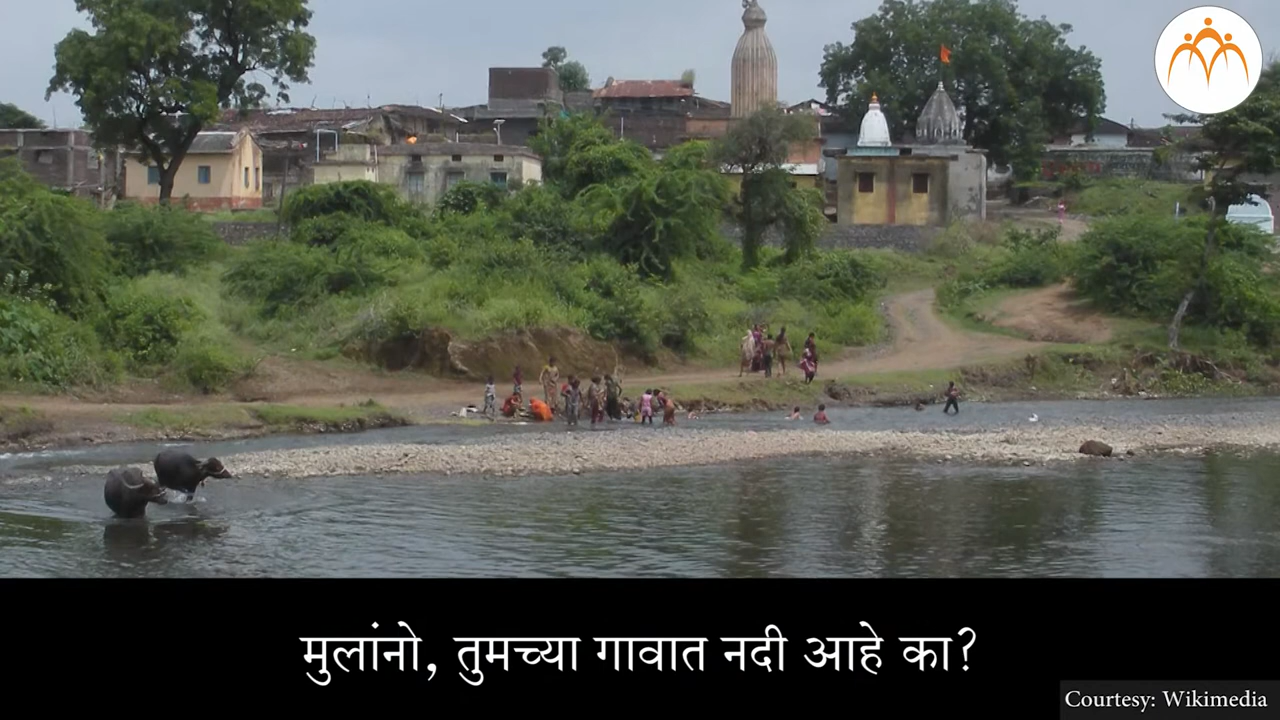 मुलांनो, तुमच्या गावात नदी आहे का?
Courtesy: Wikimedia